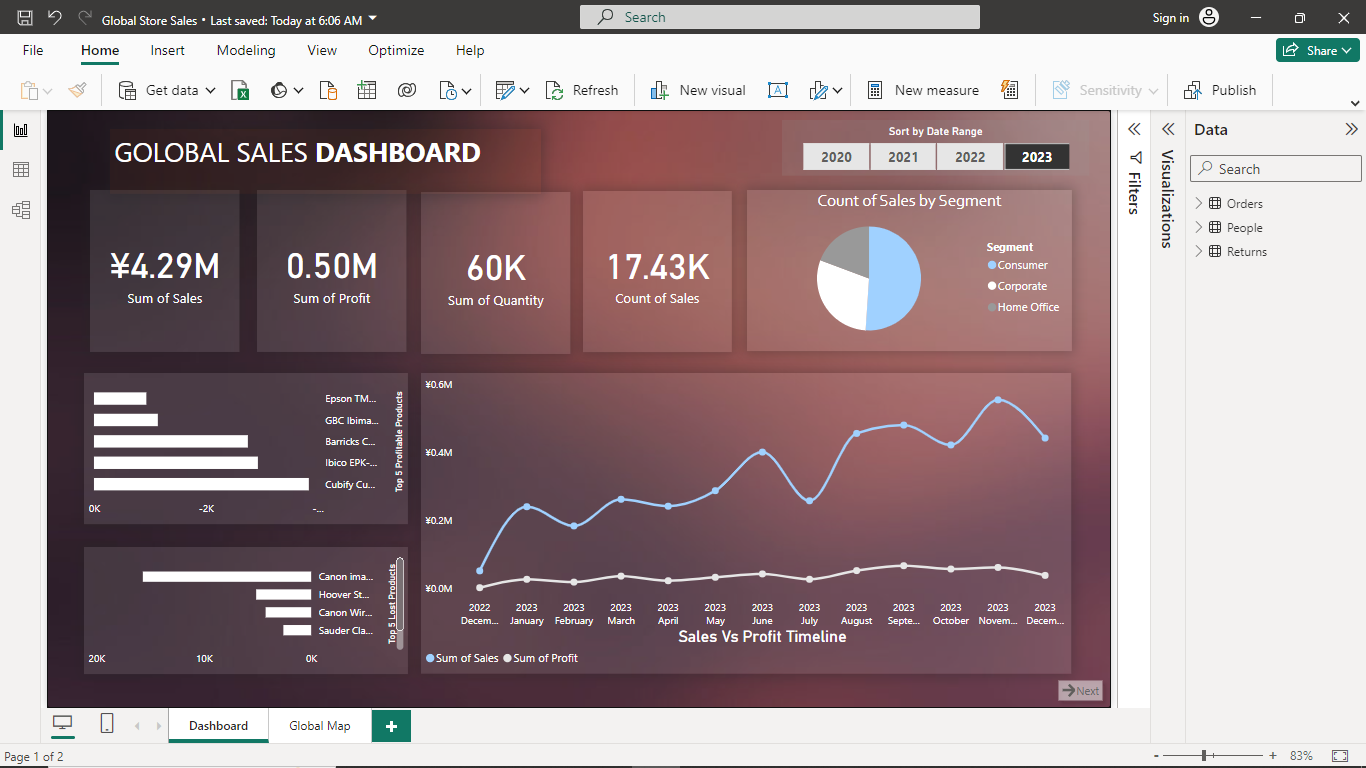 Global Store Sales • Last saved: Today at 6:06 AM
Search
Sign in
File Home Insert Modeling View Optimize Help
Share
Get data
Refresh
New visual
New measure
Sensitivity
Publish
GOLOBAL SALES DASHBOARD
Sort by Date Range
2020 2021 2022 2023
¥4.29M
Sum of Sales
0.50M
Sum of Profit
60K
Sum of Quantity
17.43K
Count of Sales
Count of Sales by Segment
Segment
Consumer
Corporate
Home Office
Epson TM...
GBC Ibima...
Barricks C...
Ibico EPK-...
Cubify Cu...
0K -2K -...
Top 5 Profitable Products
Canon ima...
Hoover St...
Canon Wir...
Sauder Cla...
20K 10K 0K
Top 5 Lost Products
¥0.6M
¥0.4M
¥0.2M
¥0.0M
2022 2023 2023 2023 2023 2023 2023 2023 2023 2023 2023 2023 2023
Decem... January February March April May June July August Septe... October Novem... Decem...
Sales Vs Profit Timeline
Sum of Sales Sum of Profit
Next
Filters
Visualizations
Data
Search
Orders
People
Returns
Dashboard
Global Map
Page 1 of 2
- + 83%